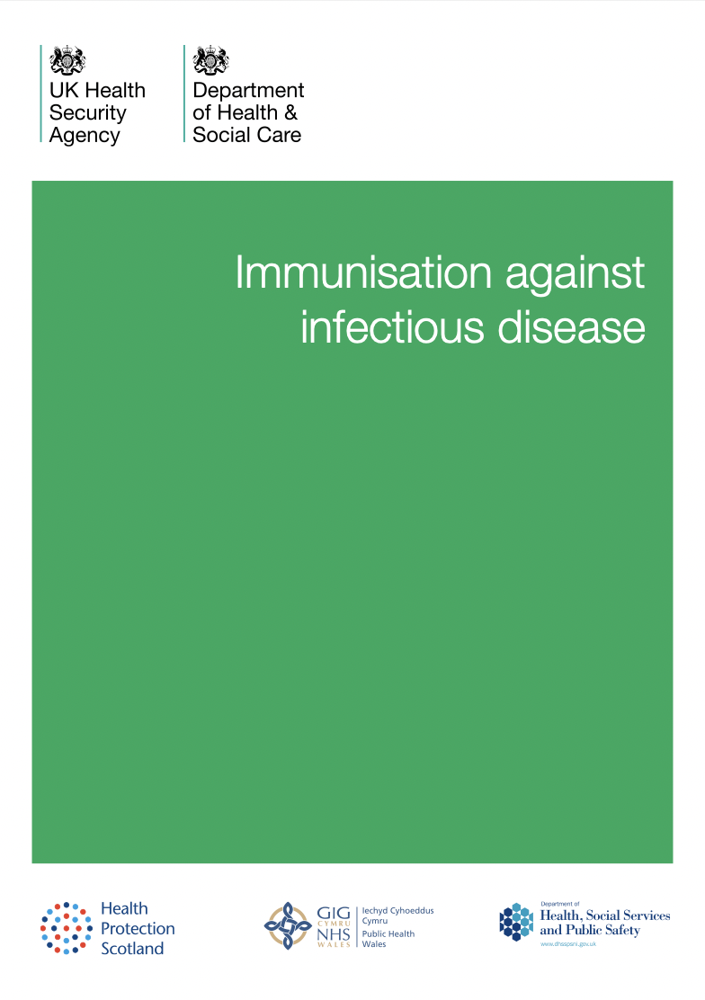 UK Health
Security
Agency
Department
of Health &
Social Care
Immunisation against
infectious disease
Health
Protection
Scotland
GIG
CYMRU
NHS
WALES
Iechyd Cyhoeddus
Cymru
Public Health
Wales
Department of
Health, Social Services
and Public Safety
www.dhsspsni.gov.uk